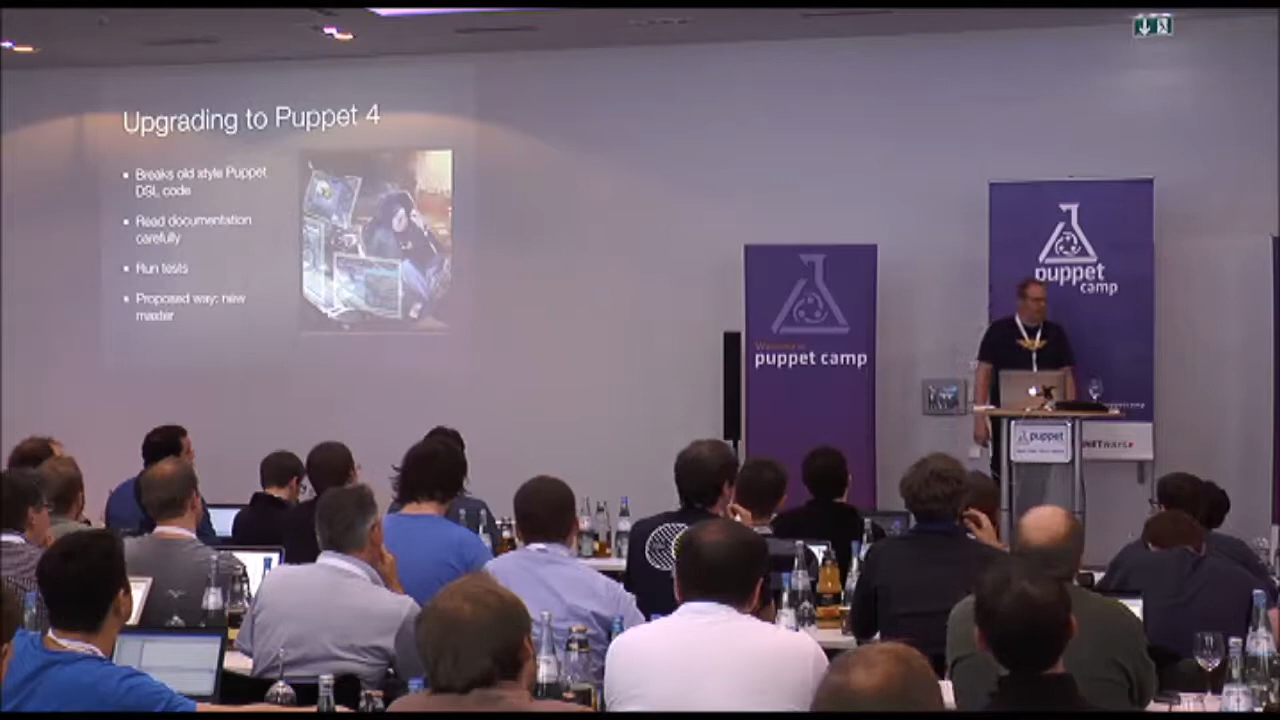 Upgrading to Puppet 4
Breaks old style Puppet
DSL code
Read documentation
carefully
Run tests
Proposed way: new
master
puppet
camp
puppet camp
puppet
NETWAYS